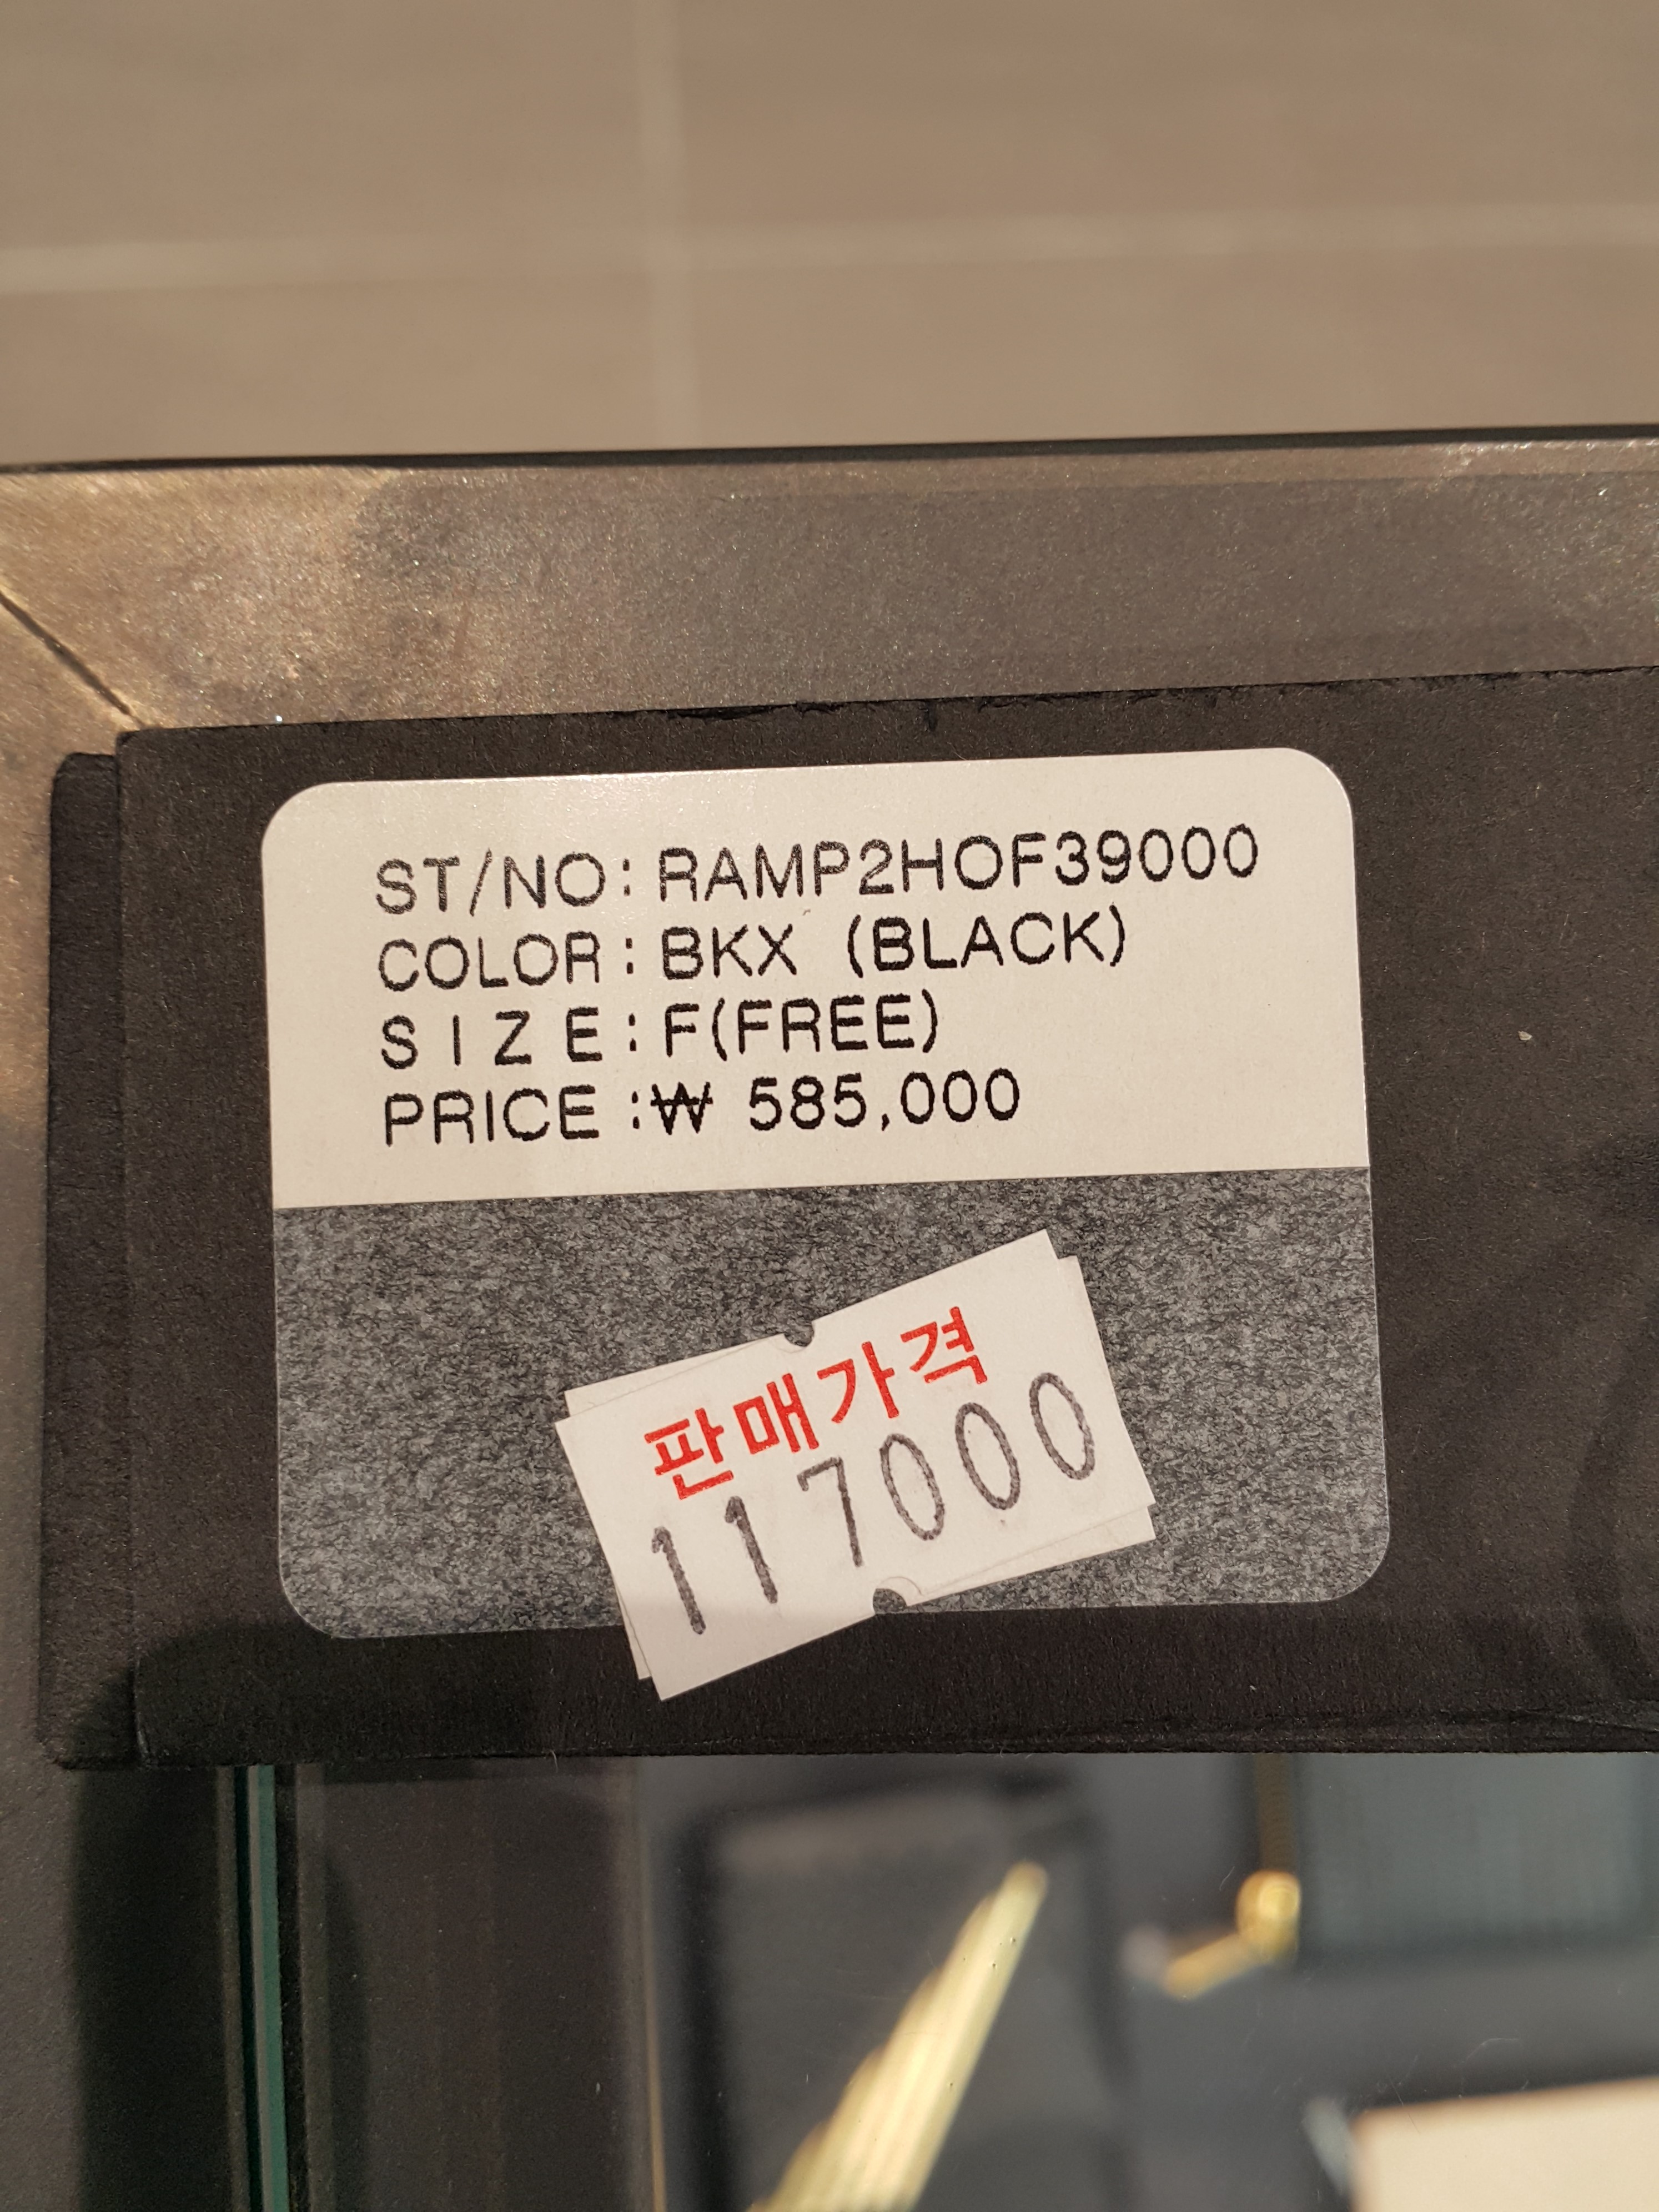 ST/NO: RAMP2HOF39000
COLOR: BKX (BLACK)
SIZE: F(FREE)
PRICE :₩ 585,000
판매가격
117000